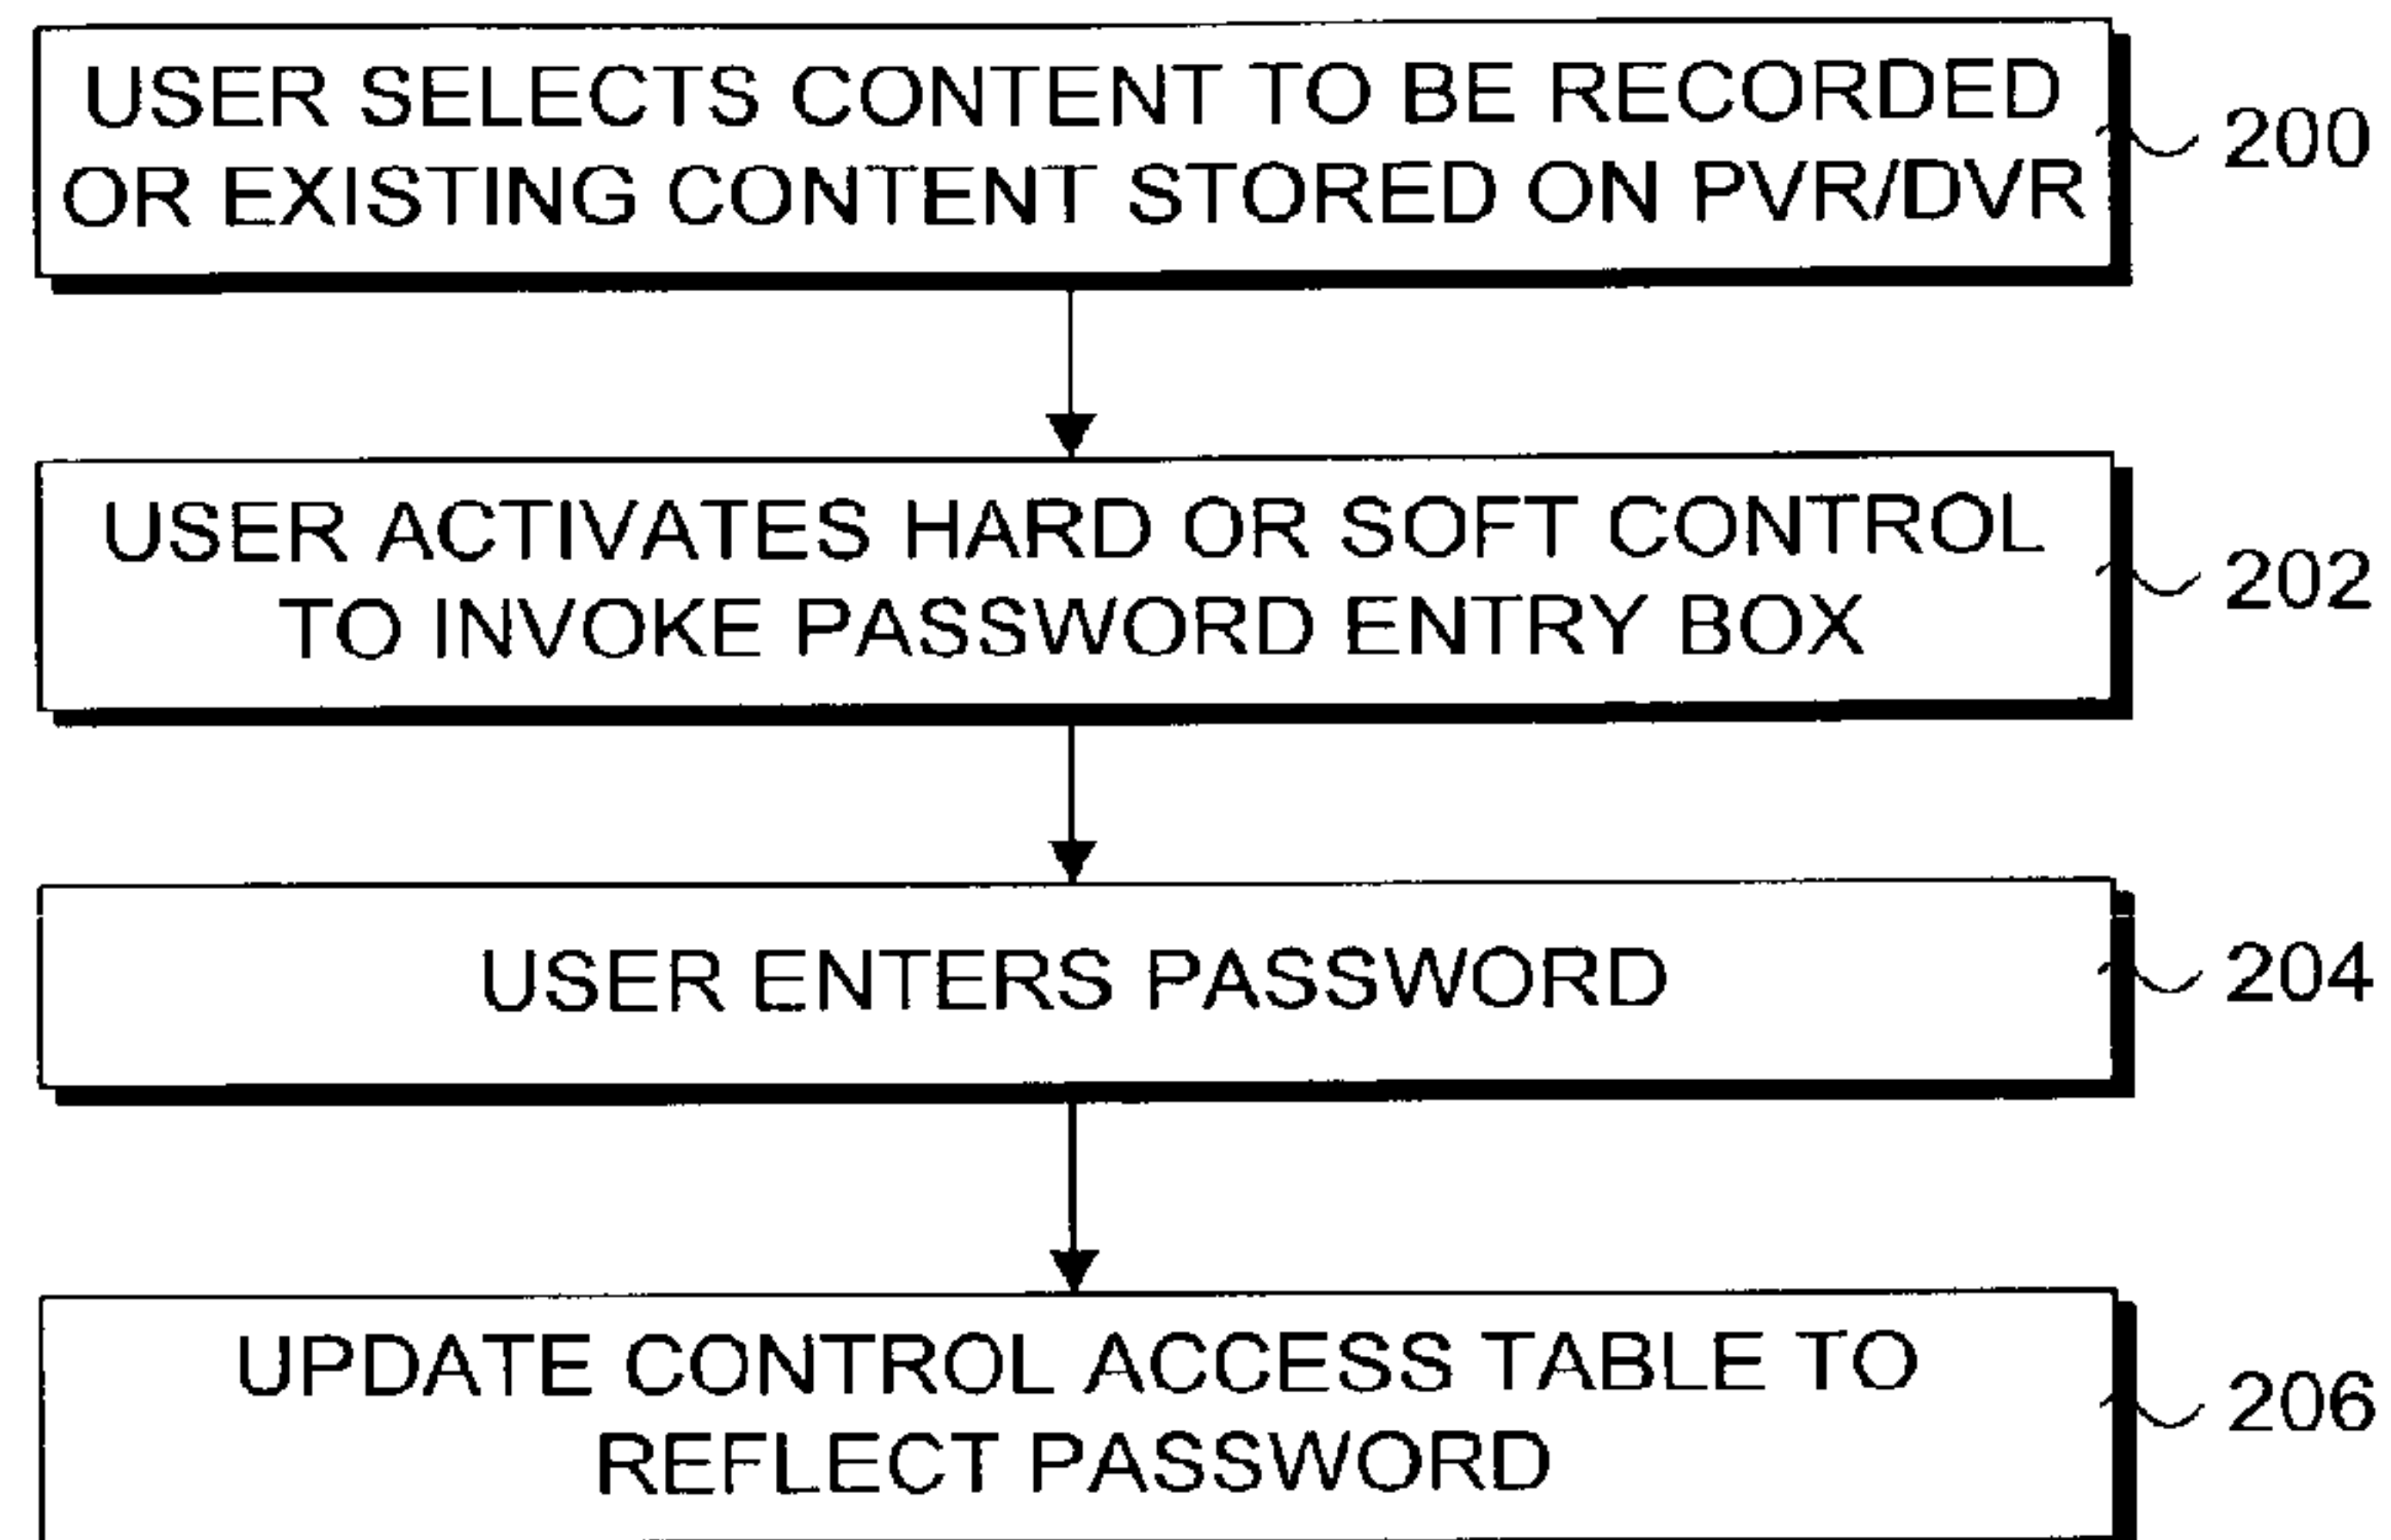 USER SELECTS CONTENT TO BE RECORDED
OR EXISTING CONTENT STORED ON PVR/DVR
200
USER ACTIVATES HARD OR SOFT CONTROL
TO INVOKE PASSWORD ENTRY BOX
202
USER ENTERS PASSWORD
204
UPDATE CONTROL ACCESS TABLE TO
REFLECT PASSWORD
206